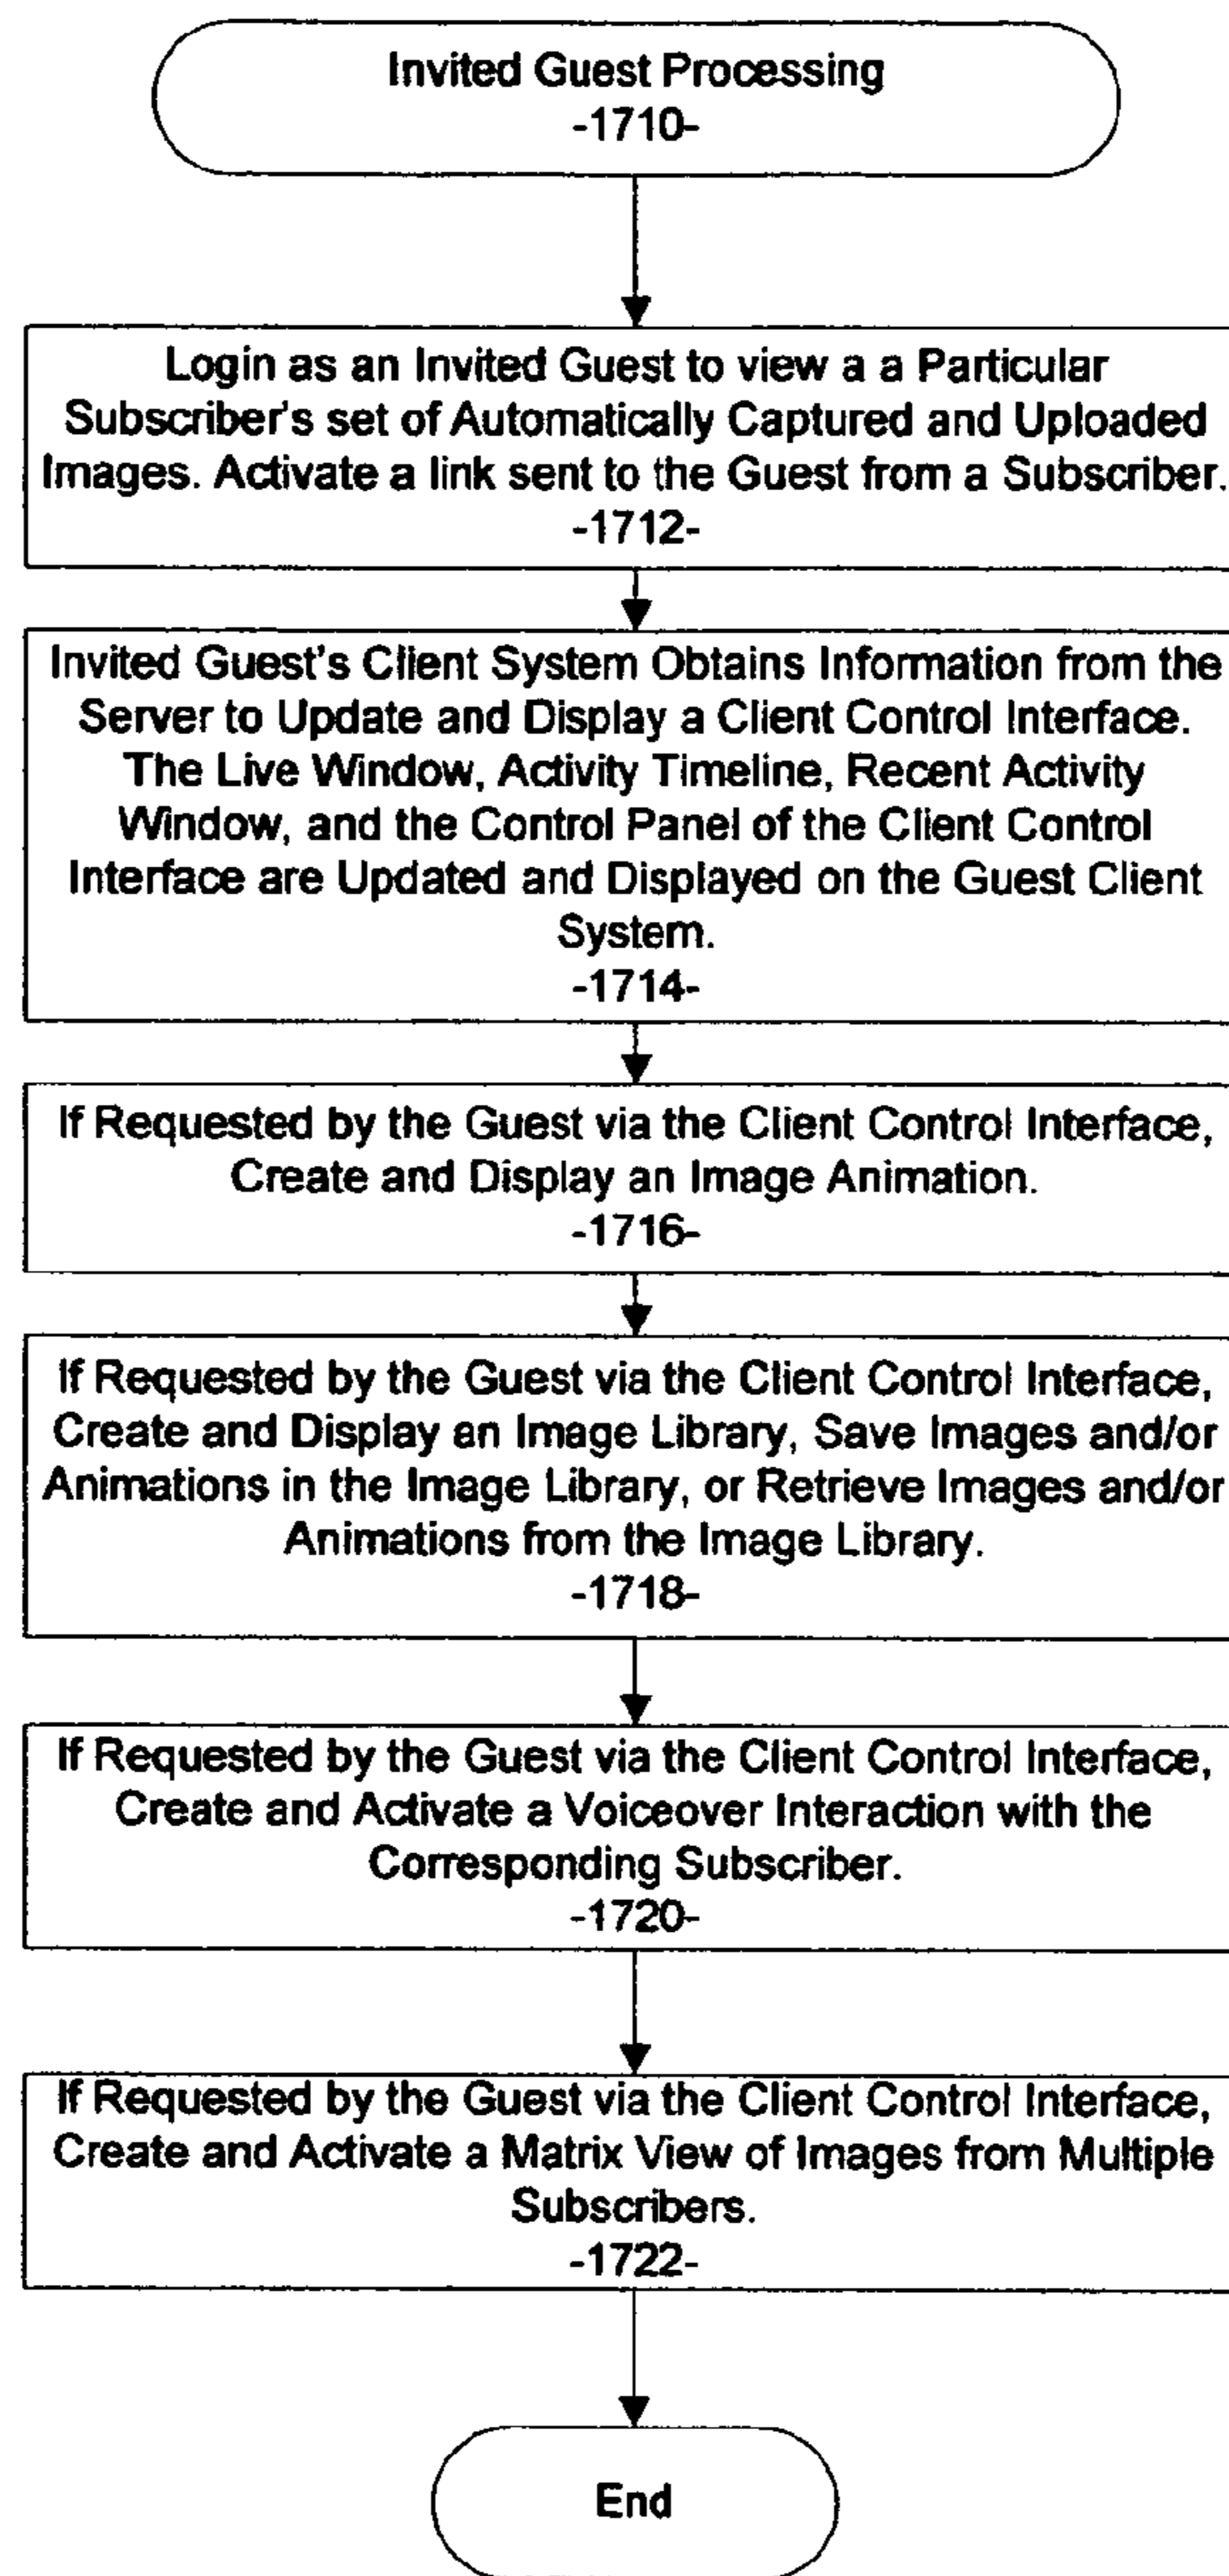 Invited Guest Processing
-1710-
Login as an Invited Guest to view a a Particular
Subscriber's set of Automatically Captured and Uploaded
Images. Activate a link sent to the Guest from a Subscriber.
-1712-
Invited Guest's Client System Obtains Information from the
Server to Update and Display a Client Control Interface.
The Live Window, Activity Timeline, Recent Activity
Window, and the Control Panel of the Client Control
Interface are Updated and Displayed on the Guest Client
System.
-1714-
If Requested by the Guest via the Client Control Interface,
Create and Display an Image Animation.
-1716-
If Requested by the Guest via the Client Control Interface,
Create and Display an Image Library, Save Images and/or
Animations in the Image Library, or Retrieve Images and/or
Animations from the Image Library.
-1718-
If Requested by the Guest via the Client Control Interface,
Create and Activate a Voiceover Interaction with the
Corresponding Subscriber.
-1720-
If Requested by the Guest via the Client Control Interface,
Create and Activate a Matrix View of Images from Multiple
Subscribers.
-1722-
End